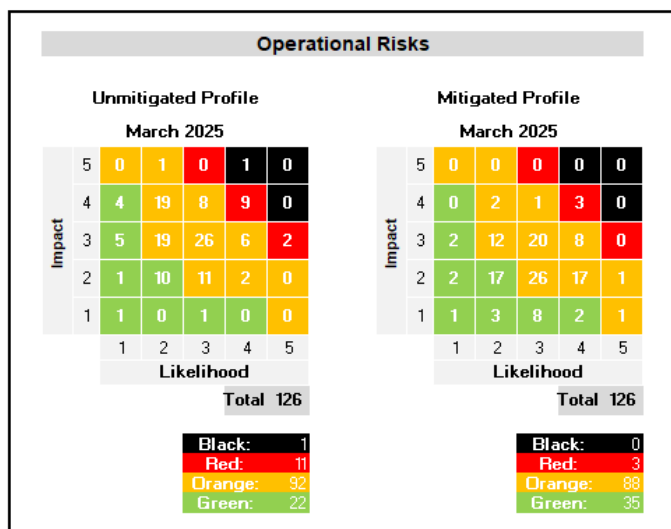 Operational Risks
Unmitigated Profile
March 2025
Impact
5 0 1 0 1 0
4 4 19 8 9 0
3 5 19 26 6 2
2 1 10 11 2 0
1 1 0 1 0 0
1 2 3 4 5
Likelihood
Total 126
Black: 1
Red: 11
Orange: 92
Green: 22
Mitigated Profile
March 2025
Impact
5 0 0 0 0 0
4 0 2 1 3 0
3 2 12 20 8 0
2 2 17 26 17 1
1 1 3 8 2 1
1 2 3 4 5
Likelihood
Total 126
Black: 0
Red: 3
Orange: 88
Green: 35